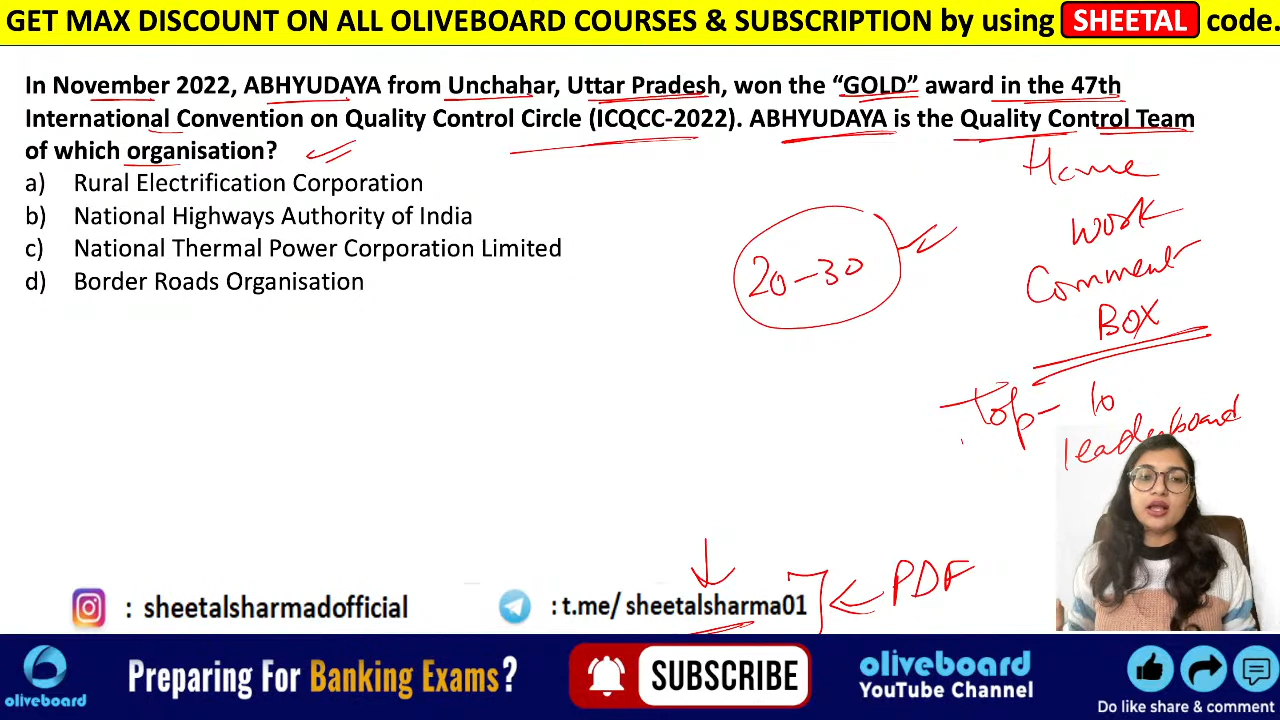 GET MAX DISCOUNT ON ALL OLIVEBOARD COURSES & SUBSCRIPTION by using SHEETAL code.
In November 2022, ABHYUDAYA from Unchahar, Uttar Pradesh, won the “GOLD” award in the 47th
International Convention on Quality Control Circle (ICQCC-2022). ABHYUDAYA is the Quality Control Team
of which organisation?
a) Rural Electrification Corporation
b) National Highways Authority of India
c) National Thermal Power Corporation Limited
d) Border Roads Organisation
Home
Work
Comment
BOX
20-30
Top- 10
leaderboard
PDF
: sheetalsharmadofficial
: t.me/ sheetalsharma01
oliveboard
Preparing For Banking Exams?
SUBSCRIBE
oliveboard
YouTube Channel
Do like share & comment